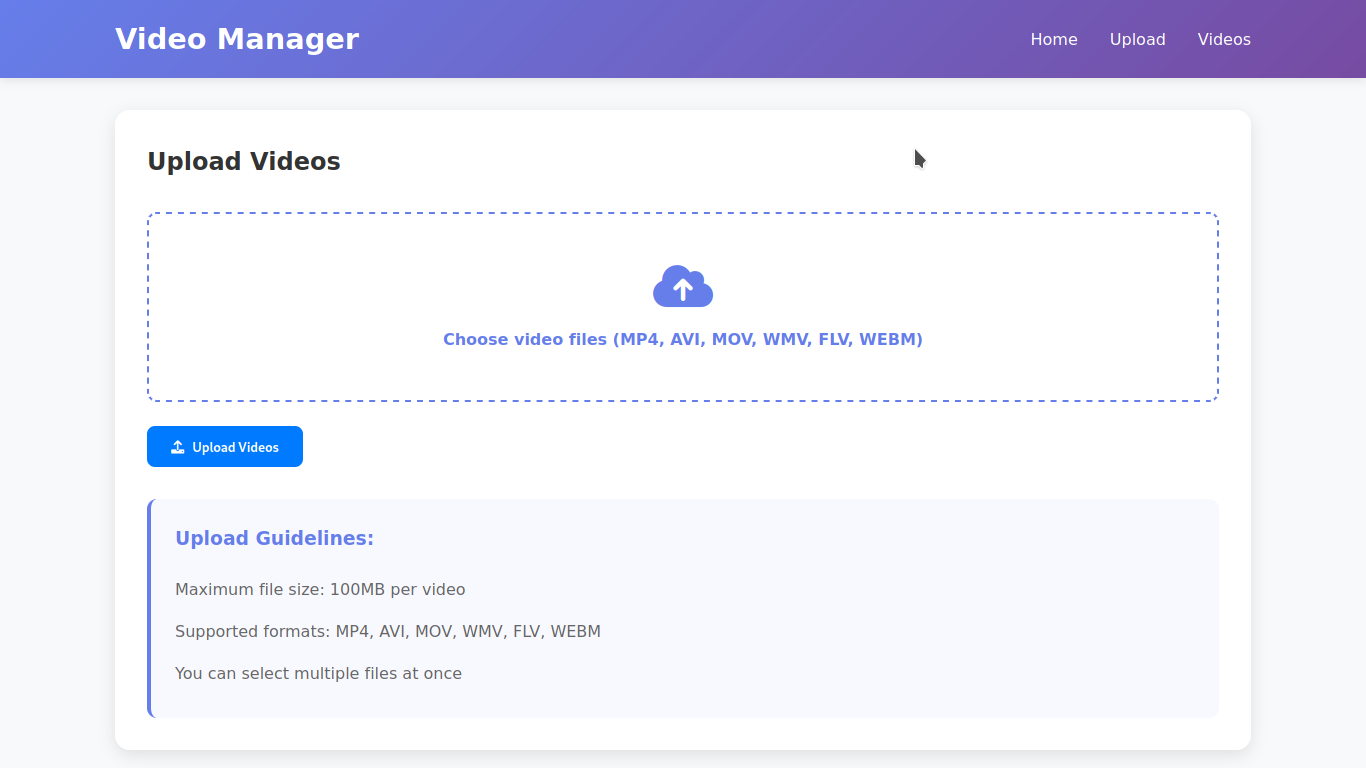 Video Manager
Home Upload Videos
Upload Videos
Choose video files (MP4, AVI, MOV, WMV, FLV, WEBM)
Upload Videos
Upload Guidelines:
Maximum file size: 100MB per video
Supported formats: MP4, AVI, MOV, WMV, FLV, WEBM
You can select multiple files at once